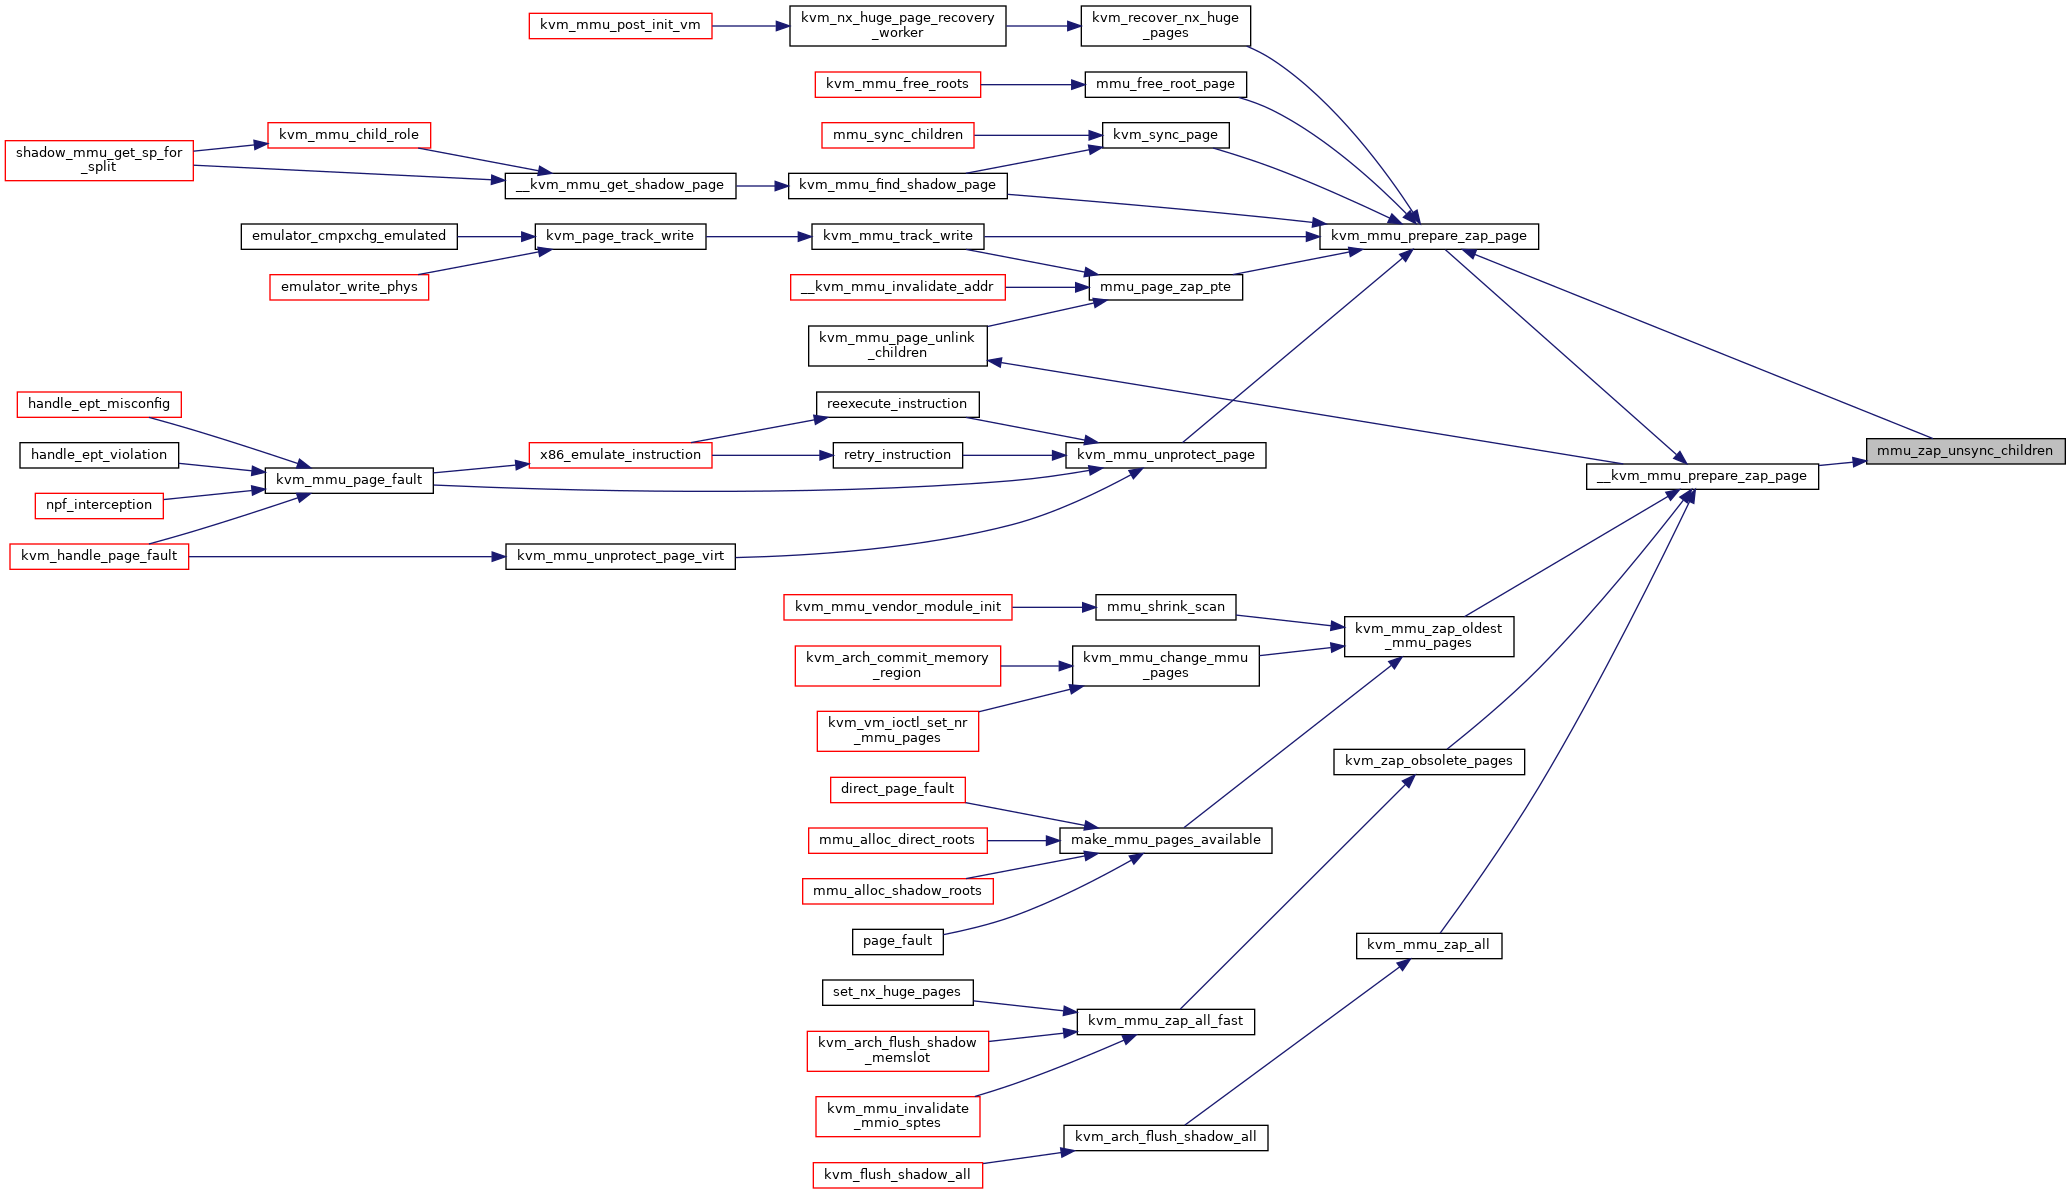 kvm_mmu_post_init_vm
kvm_nx_huge_page_recovery
_worker
kvm_recover_nx_huge
_pages
kvm_mmu_free_roots
mmu_free_root_page
shadow_mmu_get_sp_for
_split
kvm_mmu_child_role
mmu_sync_children
kvm_sync_page
__kvm_mmu_get_shadow_page
kvm_mmu_find_shadow_page
emulator_cmpxchg_emulated
kvm_page_track_write
kvm_mmu_track_write
kvm_mmu_prepare_zap_page
emulator_write_phys
__kvm_mmu_invalidate_addr
mmu_page_zap_pte
kvm_mmu_page_unlink
_children
handle_ept_misconfig
reexecute_instruction
handle_ept_violation
x86_emulate_instruction
retry_instruction
kvm_mmu_unprotect_page
mmu_zap_unsync_children
kvm_mmu_page_fault
__kvm_mmu_prepare_zap_page
npf_interception
kvm_handle_page_fault
kvm_mmu_unprotect_page_virt
kvm_mmu_vendor_module_init
mmu_shrink_scan
kvm_mmu_zap_oldest
_mmu_pages
kvm_arch_commit_memory
_region
kvm_mmu_change_mmu
_pages
kvm_vm_ioctl_set_nr
_mmu_pages
kvm_zap_obsolete_pages
direct_page_fault
mmu_alloc_direct_roots
make_mmu_pages_available
mmu_alloc_shadow_roots
page_fault
kvm_mmu_zap_all
set_nx_huge_pages
kvm_mmu_zap_all_fast
kvm_arch_flush_shadow
_memslot
kvm_mmu_invalidate
_mmio_sptes
kvm_arch_flush_shadow_all
kvm_flush_shadow_all